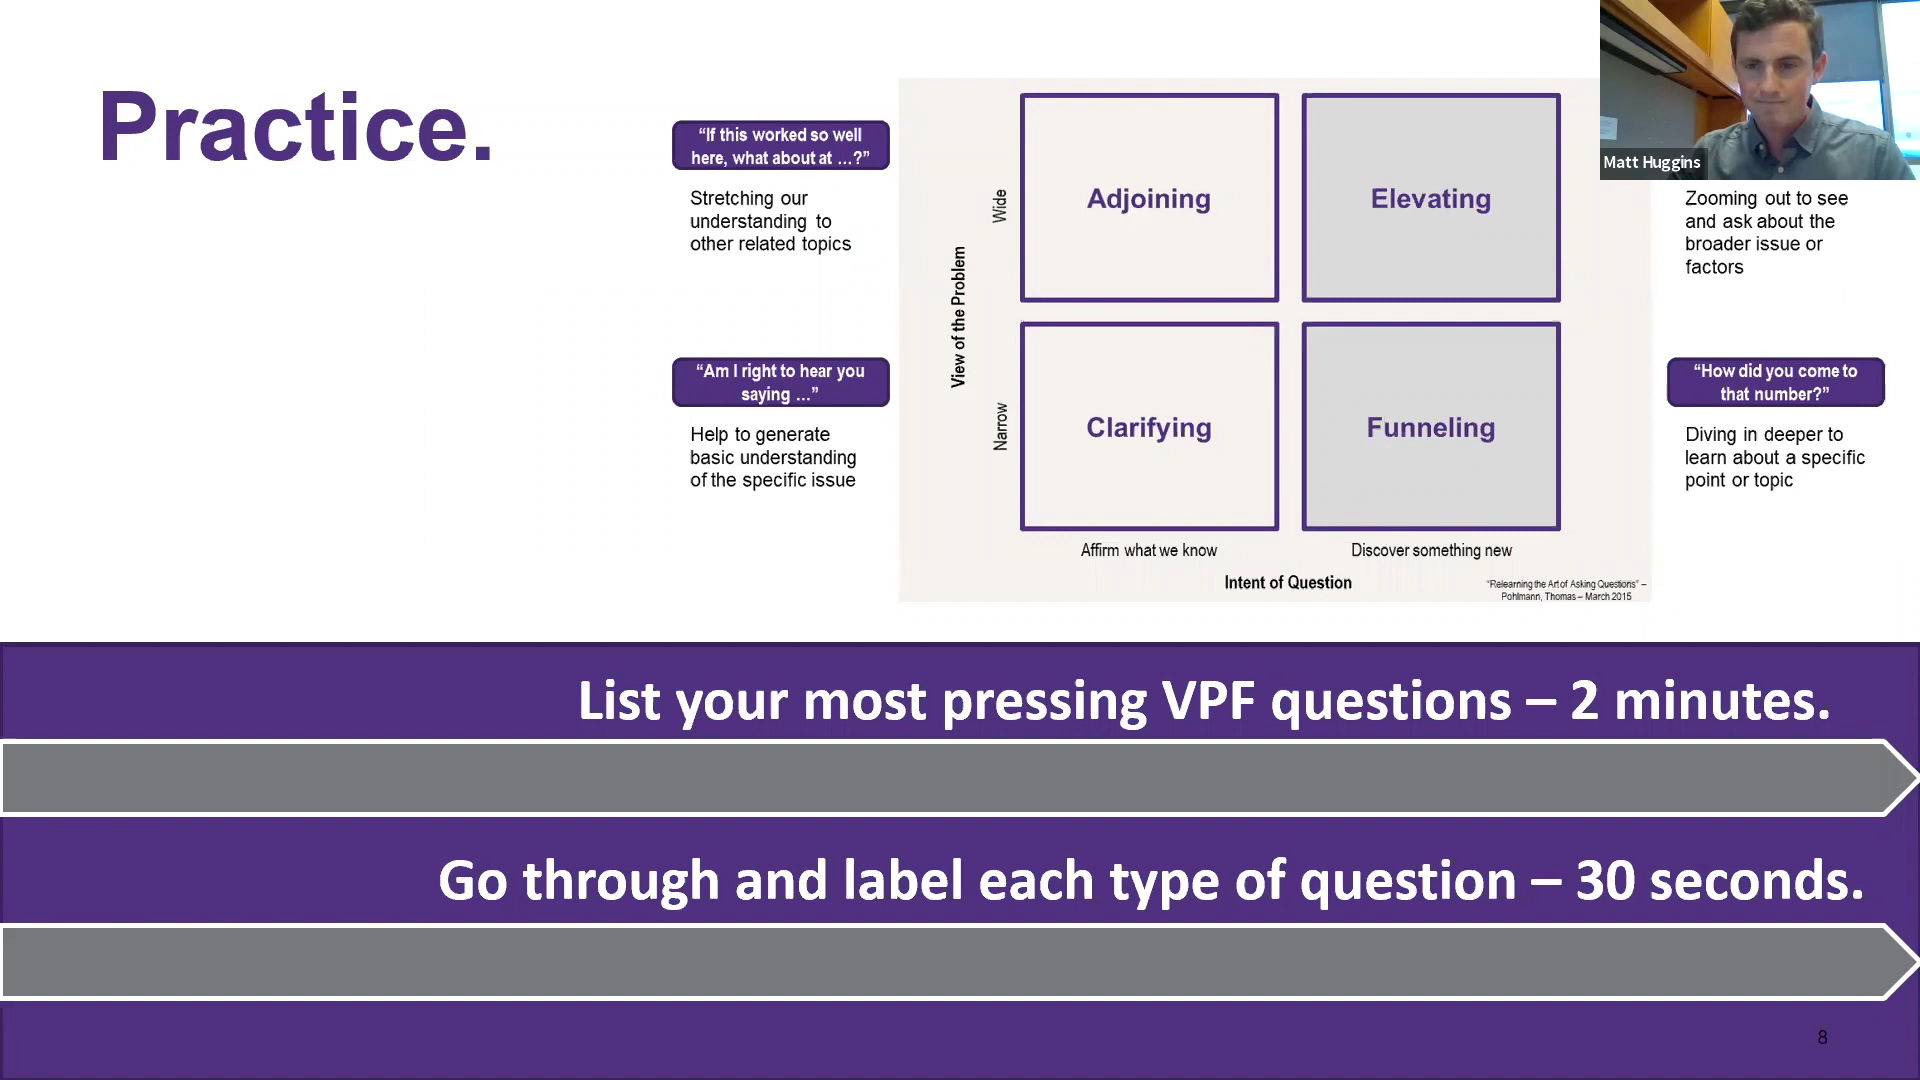 Practice.
“If this worked so well
here, what about at …?”
Stretching our
understanding to
other related topics
“Am I right to hear you
saying …”
Help to generate
basic understanding
of the specific issue
View of the Problem
Wide
Narrow
Adjoining
Elevating
Clarifying
Funneling
Affirm what we know
Discover something new
Intent of Question
“Relearning the Art of Asking Questions” –
Pohlmann, Thomas – March 2015
Matt Huggins
Zooming out to see
and ask about the
broader issue or
factors
“How did you come to
that number?”
Diving in deeper to
learn about a specific
point or topic
List your most pressing VPF questions – 2 minutes.
Go through and label each type of question – 30 seconds.
8